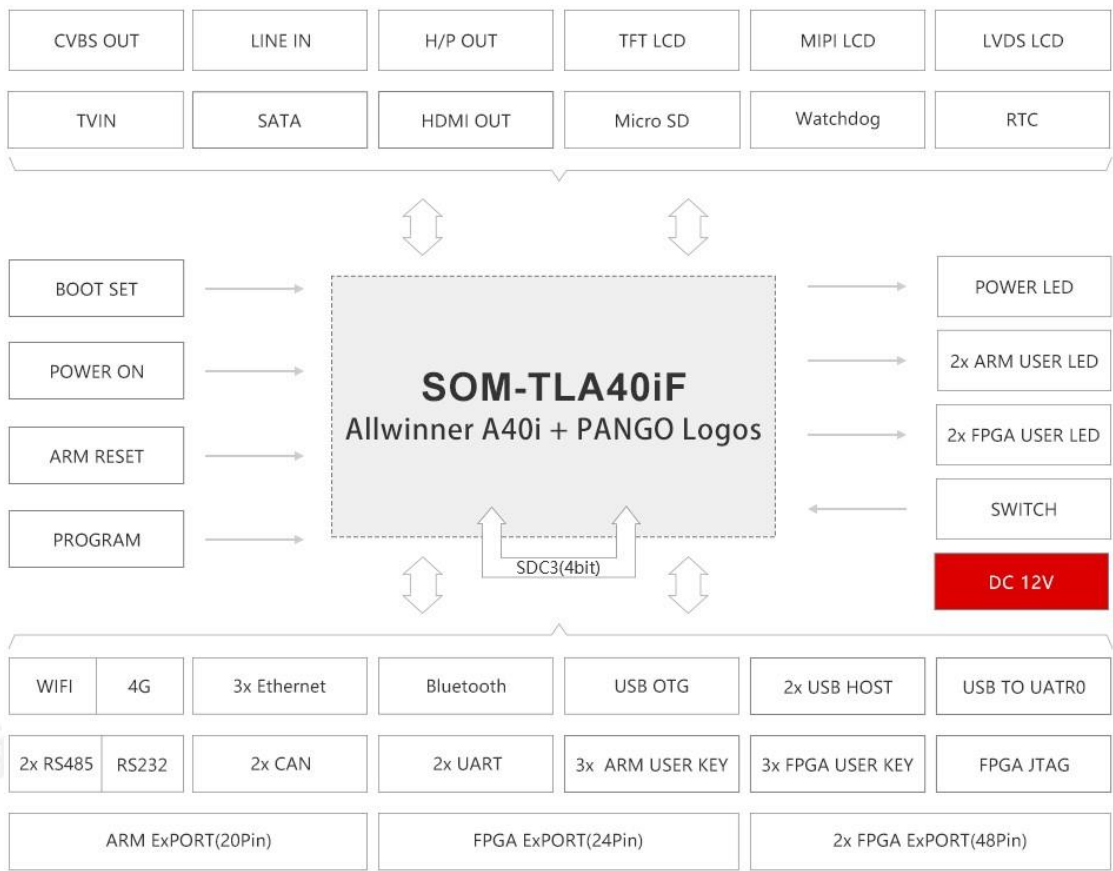 CVBS OUT
LINE IN
H/P OUT
TFT LCD
MIPI LCD
LVDS LCD
TVIN
SATA
HDMI OUT
Micro SD
Watchdog
RTC
BOOT SET
POWER ON
ARM RESET
PROGRAM
SOM-TLA40iF
Allwinner A40i + PANGO Logos
SDC3(4bit)
POWER LED
2x ARM USER LED
2x FPGA USER LED
SWITCH
DC 12V
WIFI
4G
3x Ethernet
Bluetooth
USB OTG
2x USB HOST
USB TO UATR0
2x RS485
RS232
2x CAN
2x UART
3x ARM USER KEY
3x FPGA USER KEY
FPGA JTAG
ARM ExPORT(20Pin)
FPGA ExPORT(24Pin)
2x FPGA ExPORT(48Pin)